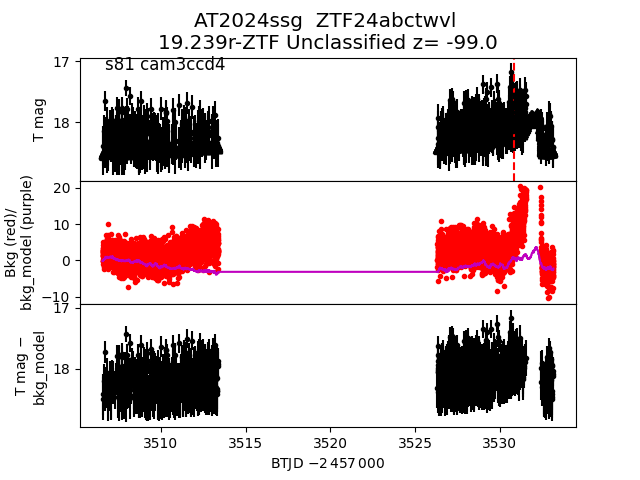 AT2024ssg  ZTF24abctwvl
19.239r-ZTF Unclassified z= -99.0
s81 cam3ccd4
17
18
T mag
20
10
0
−10
Bkg (red)/
bkg_model (purple)
17
18
T mag −
bkg_model
3510 3515 3520 3525 3530
BTJD −2 457 000